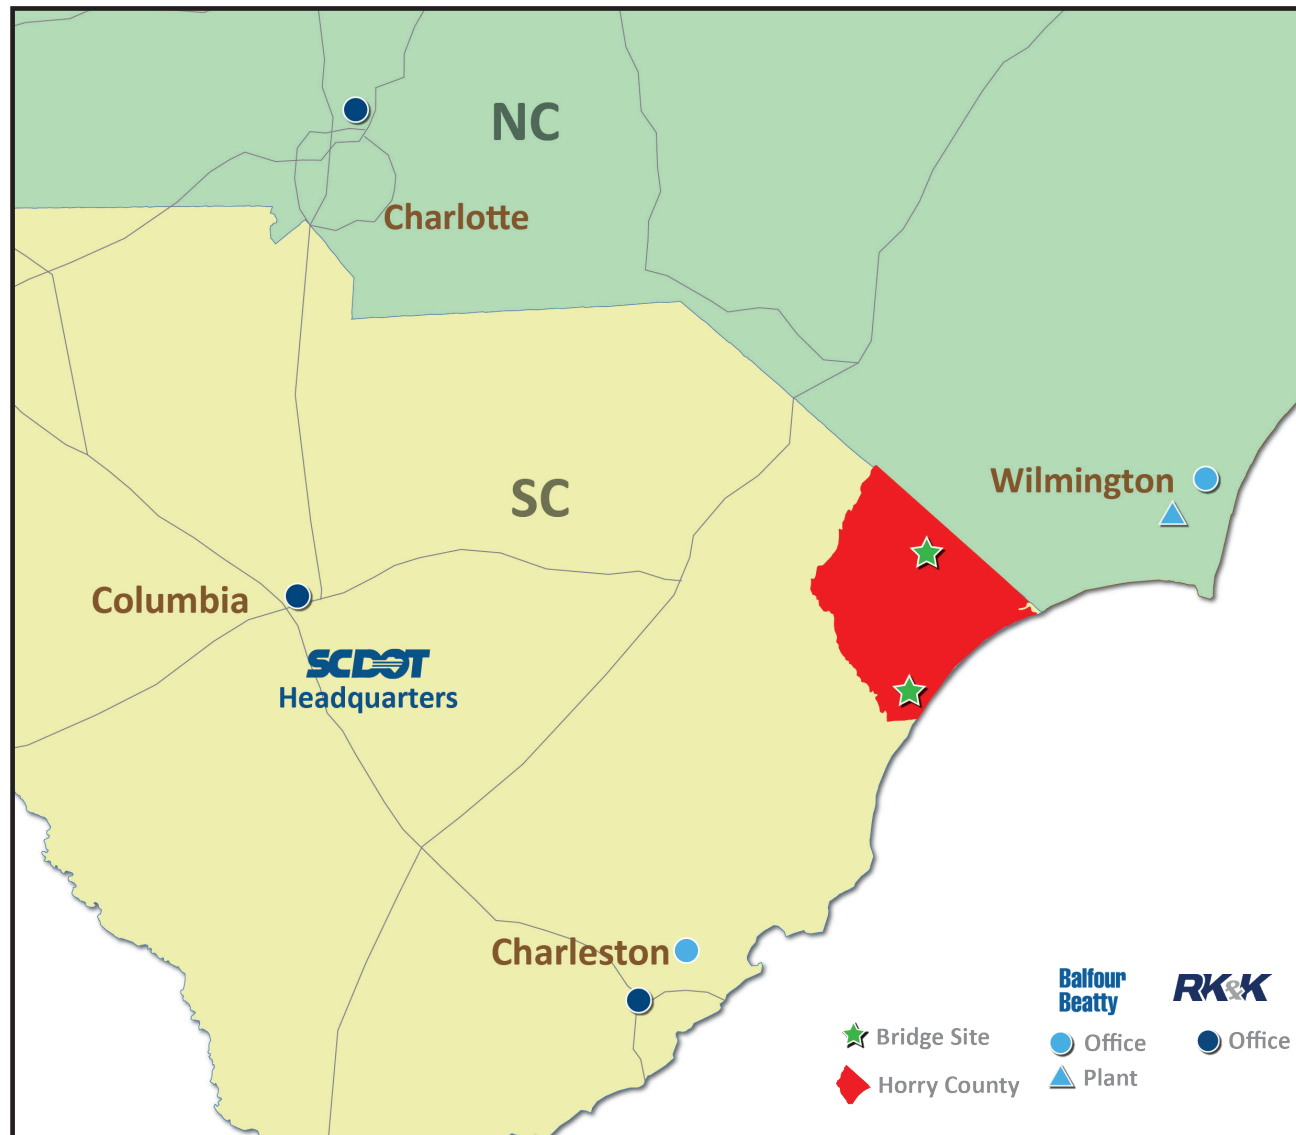 NC
Charlotte
SC
Wilmington
Columbia
SCDOT
Headquarters
Charleston
Balfour
Beatty
RK&K
Bridge Site
Office
Office
Horry County
Plant